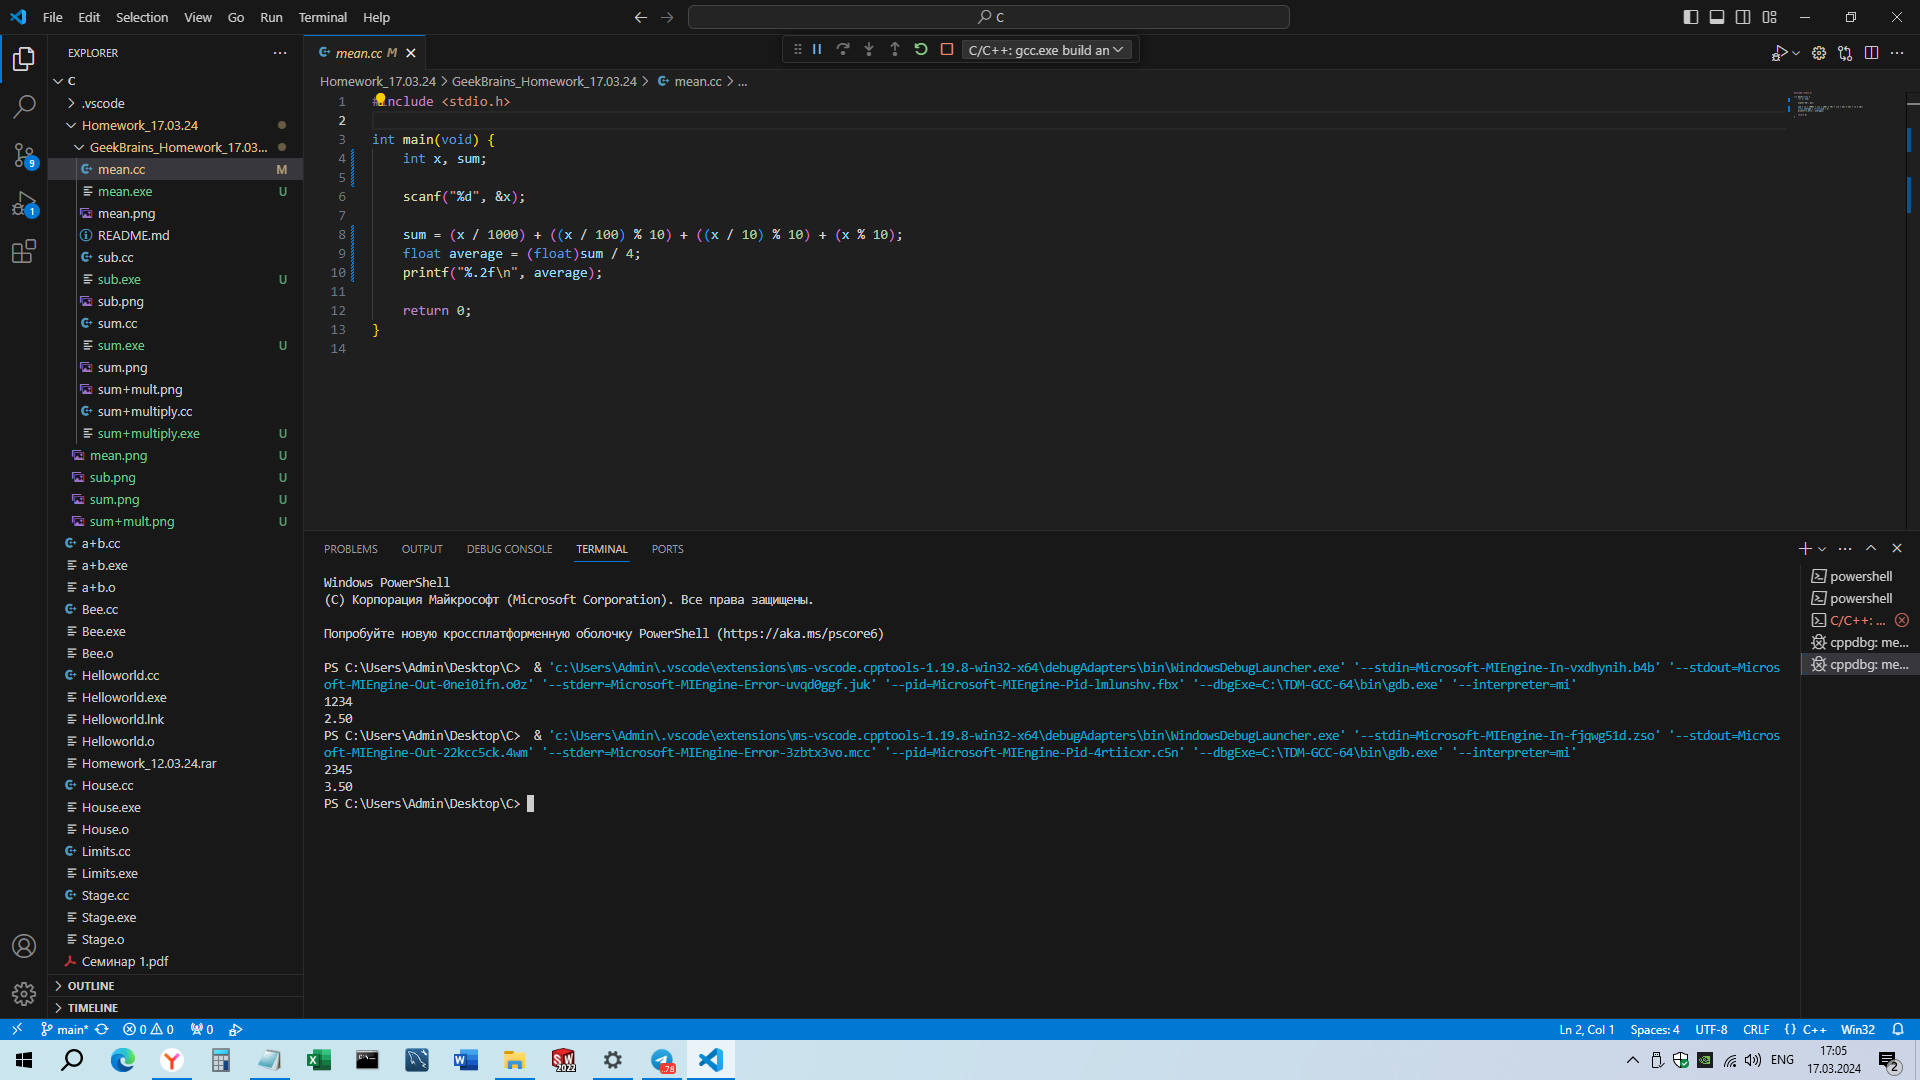 File Edit Selection View Go Run Terminal Help
C
EXPLORER
mean.cc M
C/C++: gcc.exe build an
Homework_17.03.24 > GeekBrains_Homework_17.03.24 > mean.cc > ...
C
.vscode
Homework_17.03.24
GeekBrains_Homework_17.03...
mean.cc M
mean.exe U
mean.png
README.md
sub.cc
sub.exe U
sub.png
sum.cc
sum.exe U
sum.png
sum+mult.png
sum+multiply.cc
sum+multiply.exe U
mean.png U
sub.png U
sum.png U
sum+mult.png U
a+b.cc
a+b.exe
a+b.o
Bee.cc
Bee.exe
Bee.o
Helloworld.cc
Helloworld.exe
Helloworld.lnk
Helloworld.o
Homework_12.03.24.rar
House.cc
House.exe
House.o
Limits.cc
Limits.exe
Stage.cc
Stage.exe
Stage.o
Семинар 1.pdf
OUTLINE
TIMELINE
9
1
1 #include <stdio.h>
2
3 int main(void) {
4 int x, sum;
5
6 scanf("%d", &x);
7
8 sum = (x / 1000) + ((x / 100) % 10) + ((x / 10) % 10) + (x % 10);
9 float average = (float)sum / 4;
10 printf("%.2f\n", average);
11
12 return 0;
13 }
14
PROBLEMS OUTPUT DEBUG CONSOLE TERMINAL PORTS
Windows PowerShell
(C) Корпорация Майкрософт (Microsoft Corporation). Все права защищены.
Попробуйте новую кроссплатформенную оболочку PowerShell (https://aka.ms/pscore6)
PS C:\Users\Admin\Desktop\C>  & 'c:\Users\Admin\.vscode\extensions\ms-vscode.cpptools-1.19.8-win32-x64\debugAdapters\bin\WindowsDebugLauncher.exe' '--stdin=Microsoft-MIEngine-In-vxdhynih.b4b' '--stdout=Micros
oft-MIEngine-Out-0nei0ifn.o0z' '--stderr=Microsoft-MIEngine-Error-uvqd0ggf.juk' '--pid=Microsoft-MIEngine-Pid-lmlunshv.fbx' '--dbgExe=C:\TDM-GCC-64\bin\gdb.exe' '--interpreter=mi'
1234
2.50
PS C:\Users\Admin\Desktop\C>  & 'c:\Users\Admin\.vscode\extensions\ms-vscode.cpptools-1.19.8-win32-x64\debugAdapters\bin\WindowsDebugLauncher.exe' '--stdin=Microsoft-MIEngine-In-fjqwg51d.zso' '--stdout=Micros
oft-MIEngine-Out-22kcc5ck.4wm' '--stderr=Microsoft-MIEngine-Error-3zbtx3vo.mcc' '--pid=Microsoft-MIEngine-Pid-4rtiicxr.c5n' '--dbgExe=C:\TDM-GCC-64\bin\gdb.exe' '--interpreter=mi'
2345
3.50
PS C:\Users\Admin\Desktop\C>
powershell
powershell
C/C++: ...
cppdbg: me...
cppdbg: me...
main* 0 0 0
Ln 2, Col 1 Spaces: 4 UTF-8 CRLF {} C++ Win32
SW 2022
.78
ENG
17:05
17.03.2024
2